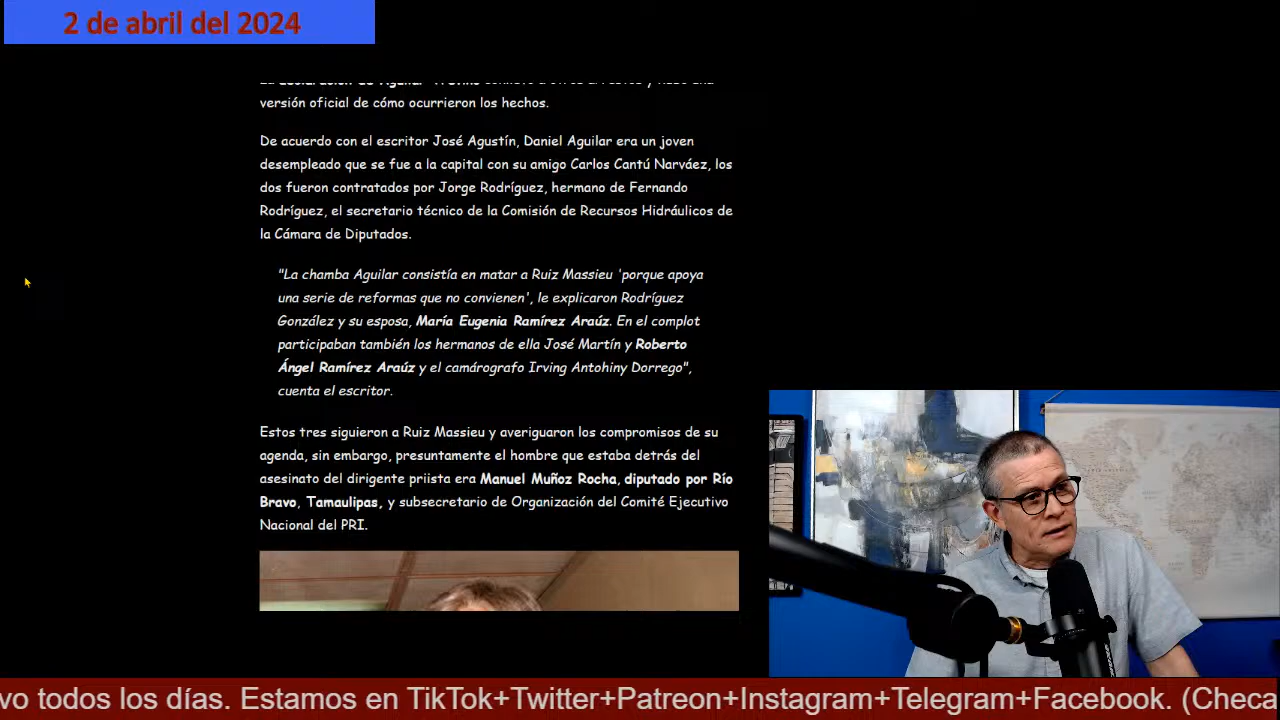 2 de abril del 2024
versión oficial de cómo ocurrieron los hechos.
De acuerdo con el escritor José Agustín, Daniel Aguilar era un joven
desempleado que se fue a la capital con su amigo Carlos Cantú Narváez, los
dos fueron contratados por Jorge Rodríguez, hermano de Fernando
Rodríguez, el secretario técnico de la Comisión de Recursos Hidráulicos de
la Cámara de Diputados.
"La chamba Aguilar consistía en matar a Ruiz Massieu 'porque apoya
una serie de reformas que no convienen', le explicaron Rodríguez
González y su esposa, María Eugenia Ramírez Araúz. En el complot
participaban también los hermanos de ella José Martín y Roberto
Ángel Ramírez Araúz y el camárografo Irving Antohiny Dorrego",
cuenta el escritor.
Estos tres siguieron a Ruiz Massieu y averiguaron los compromisos de su
agenda, sin embargo, presuntamente el hombre que estaba detrás del
asesinato del dirigente priista era Manuel Muñoz Rocha, diputado por Río
Bravo, Tamaulipas, y subsecretario de Organización del Comité Ejecutivo
Nacional del PRI.
vo todos los días. Estamos en TikTok+Twitter+Patreon+Instagram+Telegram+Facebook. (Checa